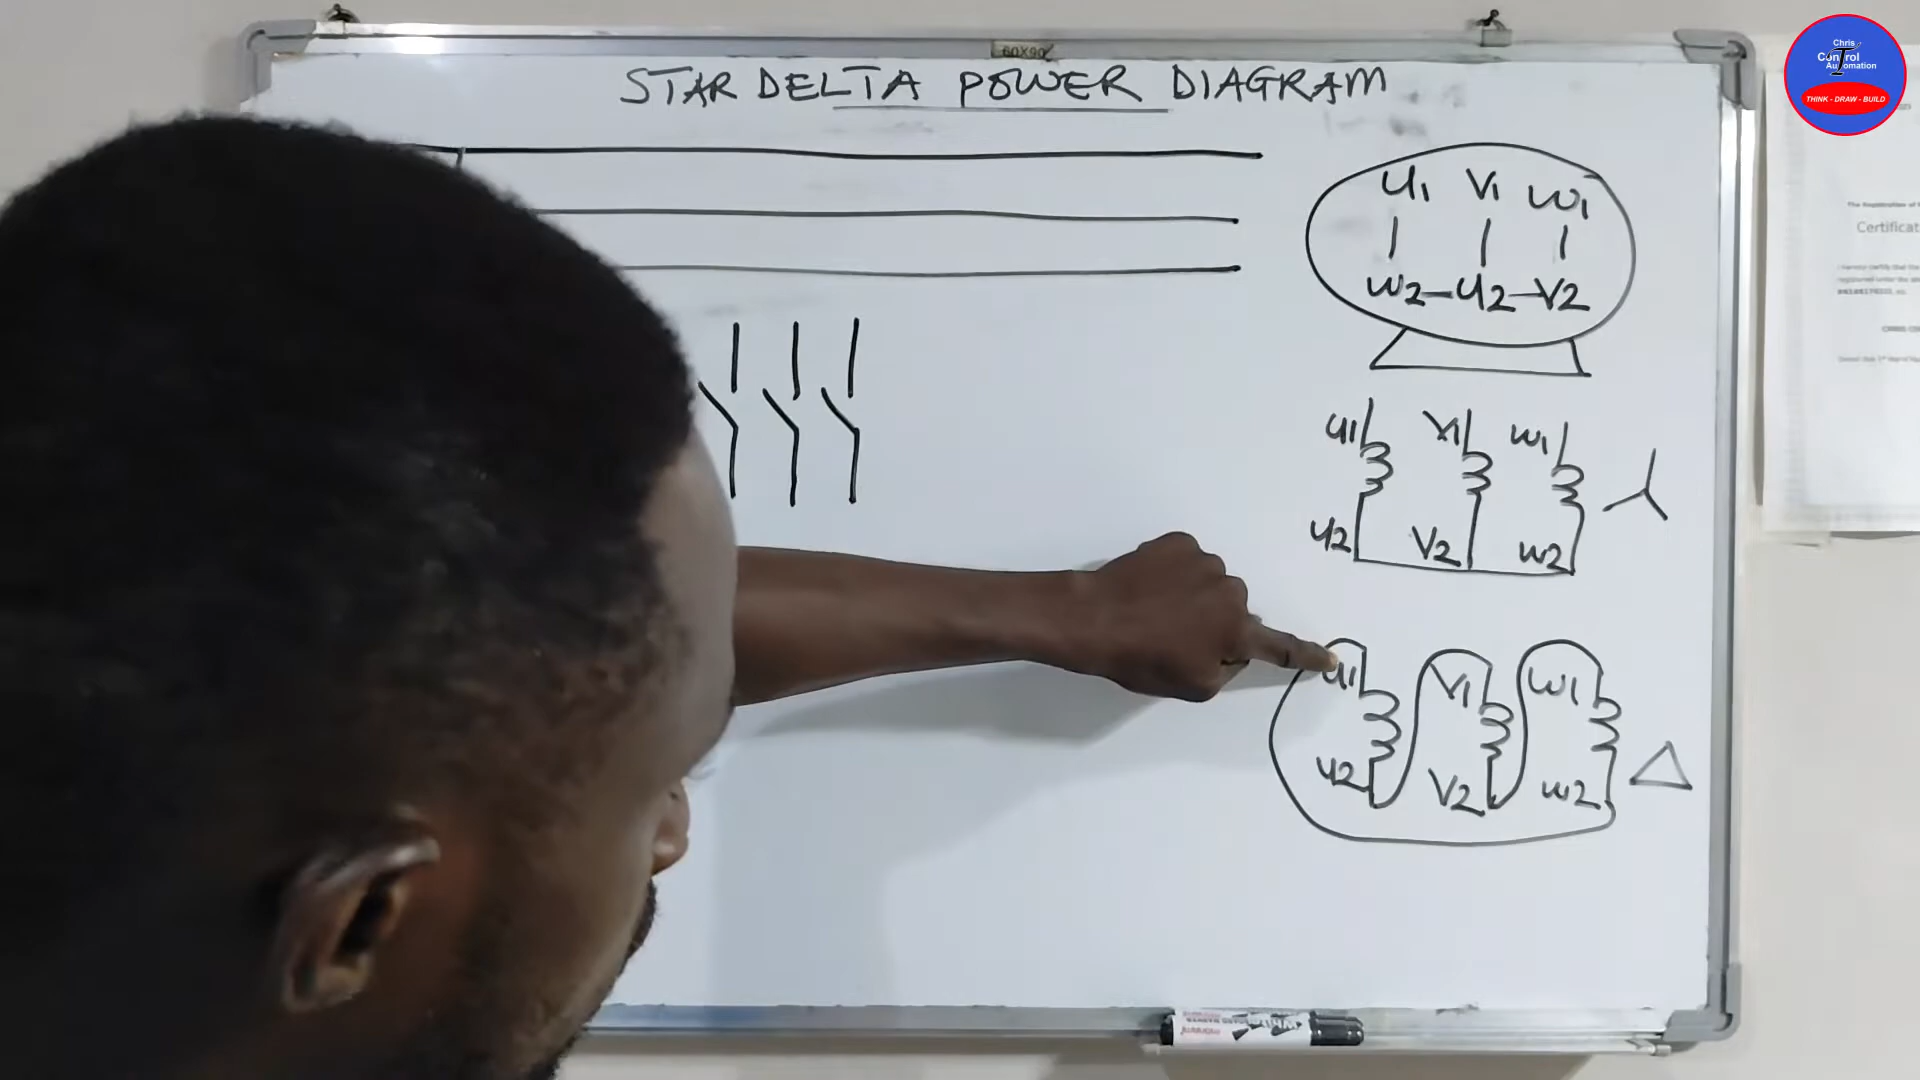 60X90
STAR DELTA POWER DIAGRAM
Chris
Control
Automation
THINK - DRAW - BUILD
U1 V1 W1
W2 - U2 - V2
U1 V1 W1
U2 V2 W2
U1 V1 W1
U2 V2 W2
Certificat